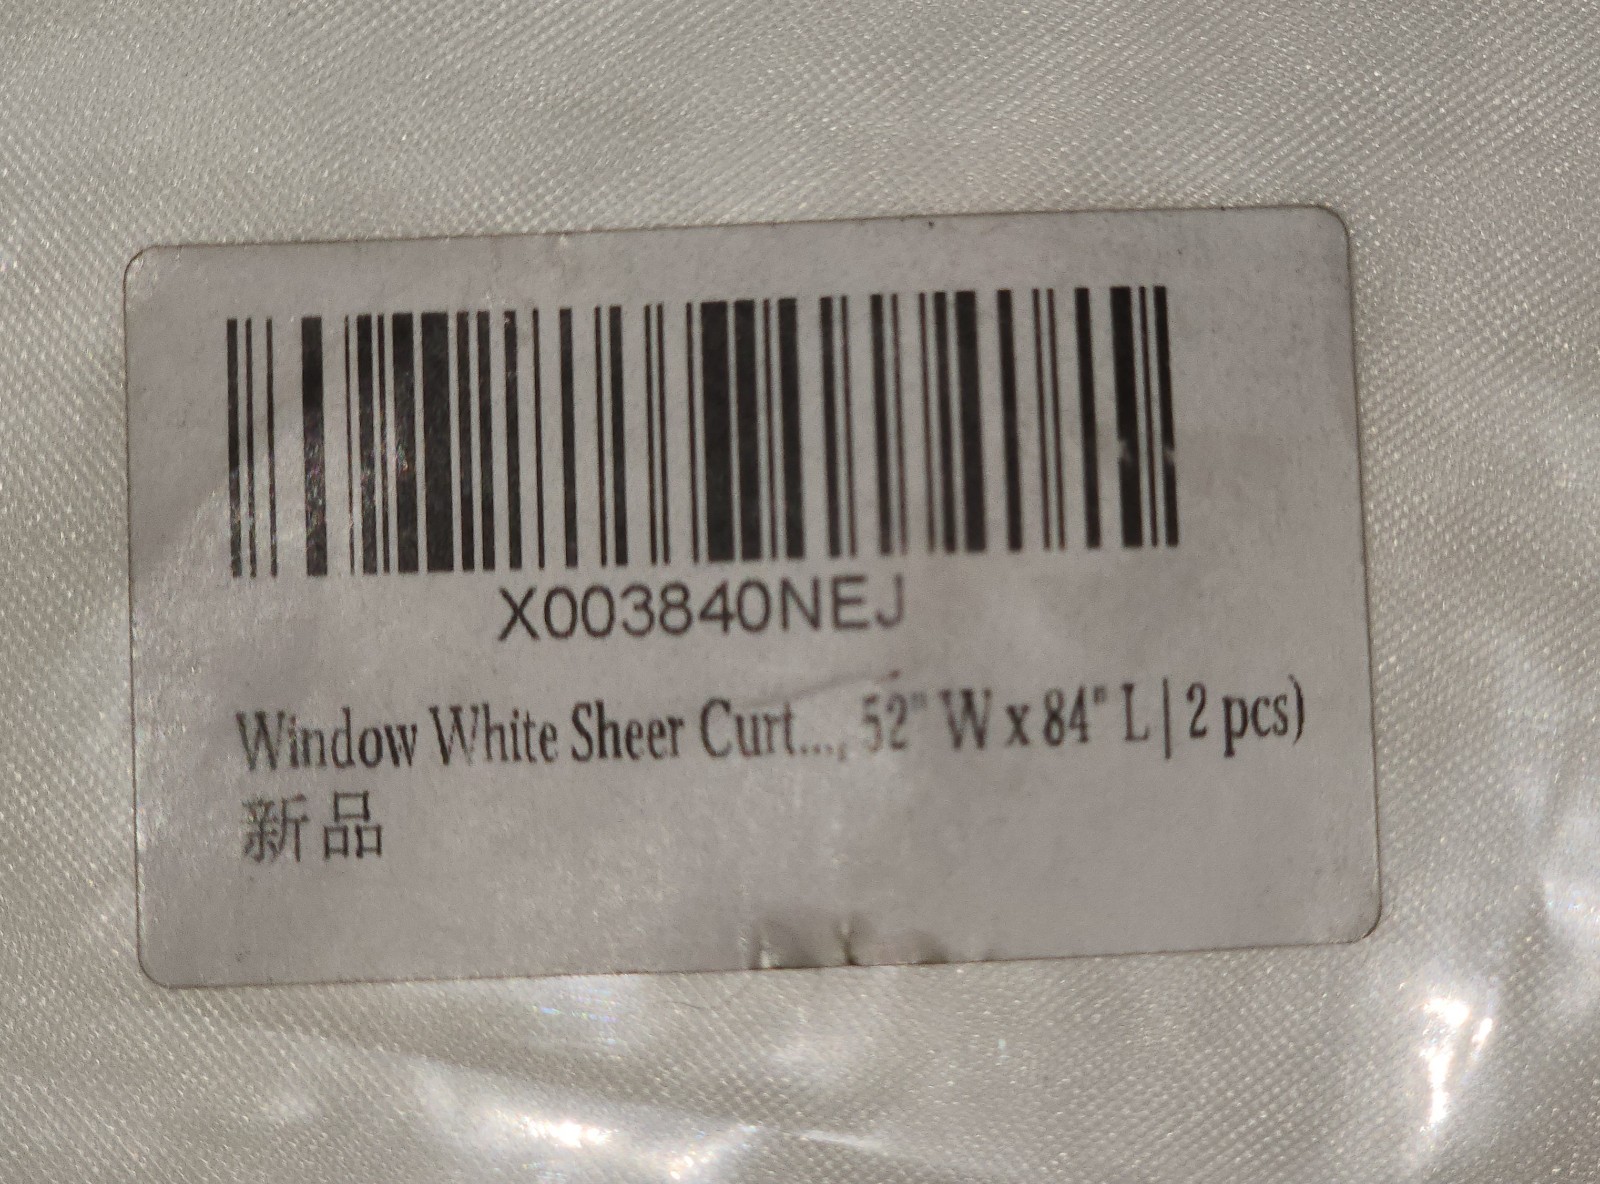 X003840NEJ
Window White Sheer Curt..., 52" W x 84" L | 2 pcs)
新品